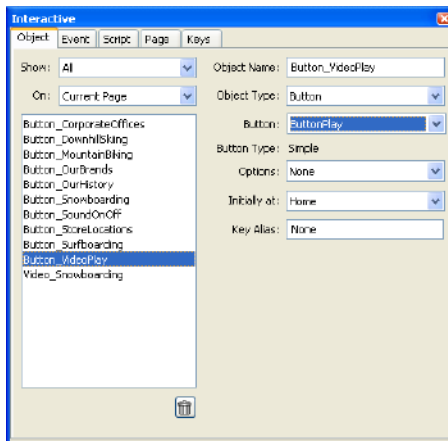 Interactive
Object Event Script Page Keys
Show: All
On: Current Page
Button_CorporateOffices
Button_DownhillSkiing
Button_MountainBiking
Button_OurBrands
Button_OurHistory
Button_Snowboarding
Button_SoundOnOff
Button_StoreLocations
Button_Surfboarding
Button_VideoPlay
Video_Snowboarding
Object Name: Button_VideoPlay
Object Type: Button
Button: ButtonPlay
Button Type: Simple
Options: None
Initially at: Home
Key Alias: None